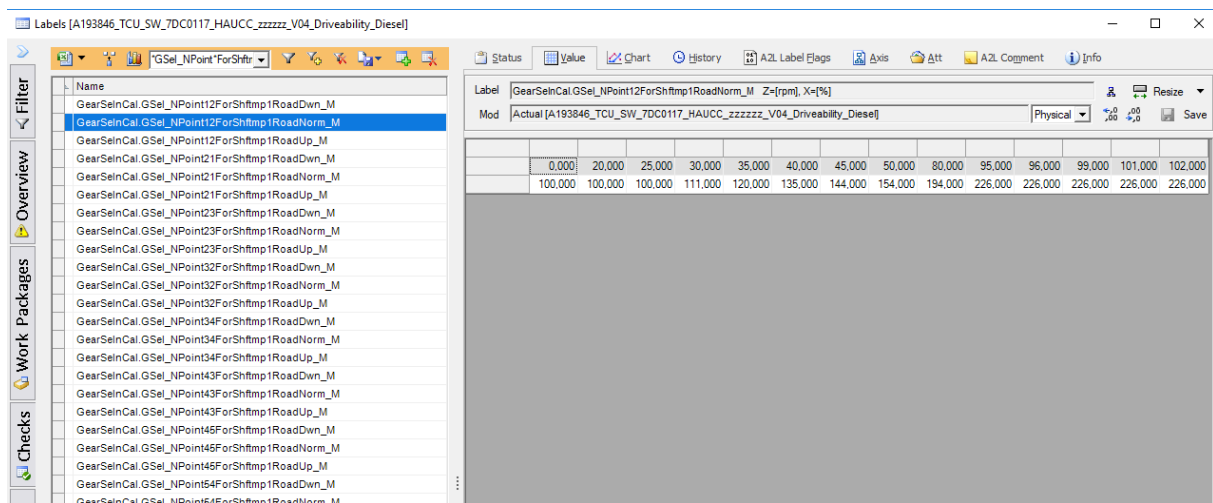 Labels [A193846_TCU_SW_7DC0117_HAUCC_zzzzzz_V04_Driveability_Diesel]
*GSel_NPoint*ForShftr
Status Value Chart History A2L Label Flags Axis Att A2L Comment Info
Filter
Overview
Work Packages
Checks
Name
GearSelnCal.GSel_NPoint12ForShftmp1RoadDwn_M
GearSelnCal.GSel_NPoint12ForShftmp1RoadNorm_M
GearSelnCal.GSel_NPoint12ForShftmp1RoadUp_M
GearSelnCal.GSel_NPoint21ForShftmp1RoadDwn_M
GearSelnCal.GSel_NPoint21ForShftmp1RoadNorm_M
GearSelnCal.GSel_NPoint21ForShftmp1RoadUp_M
GearSelnCal.GSel_NPoint23ForShftmp1RoadDwn_M
GearSelnCal.GSel_NPoint23ForShftmp1RoadNorm_M
GearSelnCal.GSel_NPoint23ForShftmp1RoadUp_M
GearSelnCal.GSel_NPoint32ForShftmp1RoadDwn_M
GearSelnCal.GSel_NPoint32ForShftmp1RoadNorm_M
GearSelnCal.GSel_NPoint32ForShftmp1RoadUp_M
GearSelnCal.GSel_NPoint34ForShftmp1RoadDwn_M
GearSelnCal.GSel_NPoint34ForShftmp1RoadNorm_M
GearSelnCal.GSel_NPoint34ForShftmp1RoadUp_M
GearSelnCal.GSel_NPoint43ForShftmp1RoadDwn_M
GearSelnCal.GSel_NPoint43ForShftmp1RoadNorm_M
GearSelnCal.GSel_NPoint43ForShftmp1RoadUp_M
GearSelnCal.GSel_NPoint45ForShftmp1RoadDwn_M
GearSelnCal.GSel_NPoint45ForShftmp1RoadNorm_M
GearSelnCal.GSel_NPoint45ForShftmp1RoadUp_M
GearSelnCal.GSel_NPoint54ForShftmp1RoadDwn_M
GearSelnCal.GSel_NPoint54ForShftmp1RoadNorm_M
Label GearSelnCal.GSel_NPoint12ForShftmp1RoadNorm_M Z=[rpm], X=[%] Resize
Mod Actual [A193846_TCU_SW_7DC0117_HAUCC_zzzzzz_V04_Driveability_Diesel] Physical Save
0,000 20,000 25,000 30,000 35,000 40,000 45,000 50,000 80,000 95,000 96,000 99,000 101,000 102,000
100,000 100,000 100,000 111,000 120,000 135,000 144,000 154,000 194,000 226,000 226,000 226,000 226,000 226,000